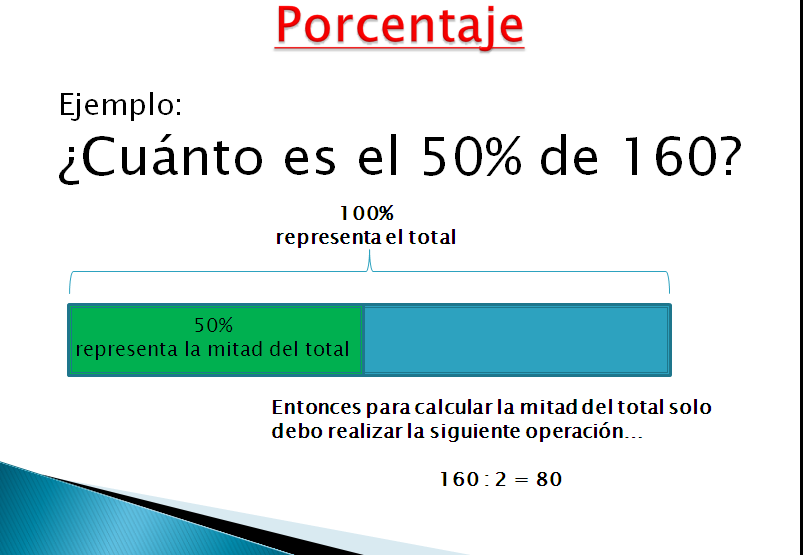 Porcentaje
Ejemplo:
¿Cuánto es el 50% de 160?
100%
representa el total
50%
representa la mitad del total
Entonces para calcular la mitad del total solo
debo realizar la siguiente operación…
160 : 2 = 80